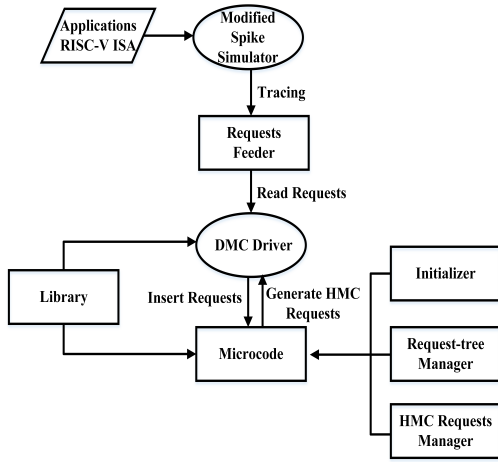 Applications
RISC-V ISA
Modified
Spike
Simulator
Tracing
Requests
Feeder
Read Requests
DMC Driver
Library
Insert Requests
Generate HMC
Requests
Microcode
Initializer
Request-tree
Manager
HMC Requests
Manager